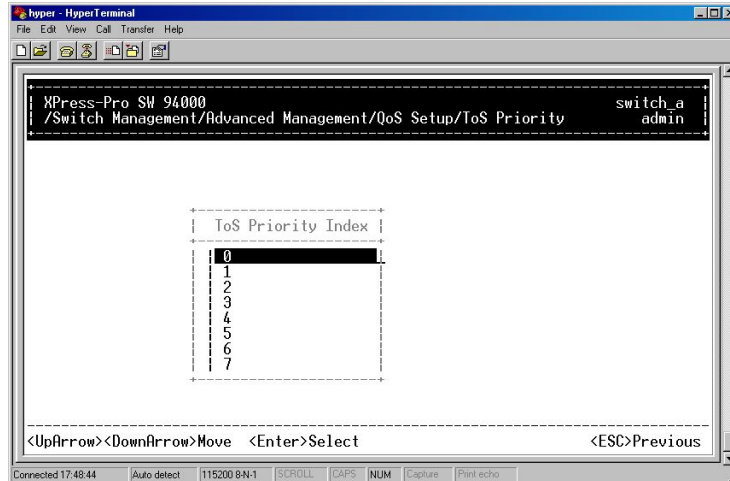 hyper - HyperTerminal
File Edit View Call Transfer Help
XPress-Pro SW 94000 switch_a
/Switch Management/Advanced Management/QoS Setup/ToS Priority admin
ToS Priority Index
0
1
2
3
4
5
6
7
<UpArrow><DownArrow>Move <Enter>Select <ESC>Previous
Connected 17:48:44 Auto detect 115200 8-N-1 SCROLL CAPS NUM Capture Print echo